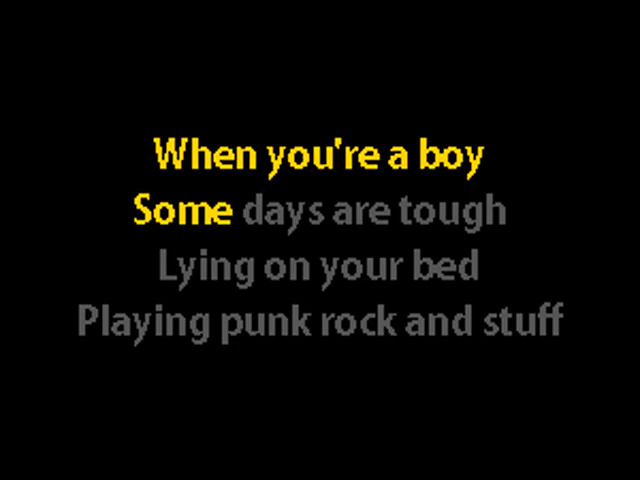 When you're a boy
Some days are tough
Lying on your bed
Playing punk rock and stuff